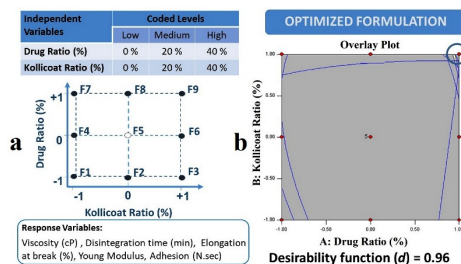 Independent Variables
Coded Levels
Low Medium High
Drug Ratio (%) 0 % 20 % 40 %
Kollicoat Ratio (%) 0 % 20 % 40 %
a
Drug Ratio (%)
+1
0
-1
F7 F8 F9
F4 F5 F6
F1 F2 F3
-1 0 +1
Kollicoat Ratio (%)
Response Variables:
Viscosity (cP) , Disintegration time (min), Elongation
at break (%), Young Modulus, Adhesion (N.sec)
OPTIMIZED FORMULATION
Overlay Plot
b
B: Kollicoat Ratio (%)
1.00
0.50
0.00
-0.50
-1.00
5
-1.00 -0.50 0.00 0.50 1.00
A: Drug Ratio (%)
Desirability function (d) = 0.96